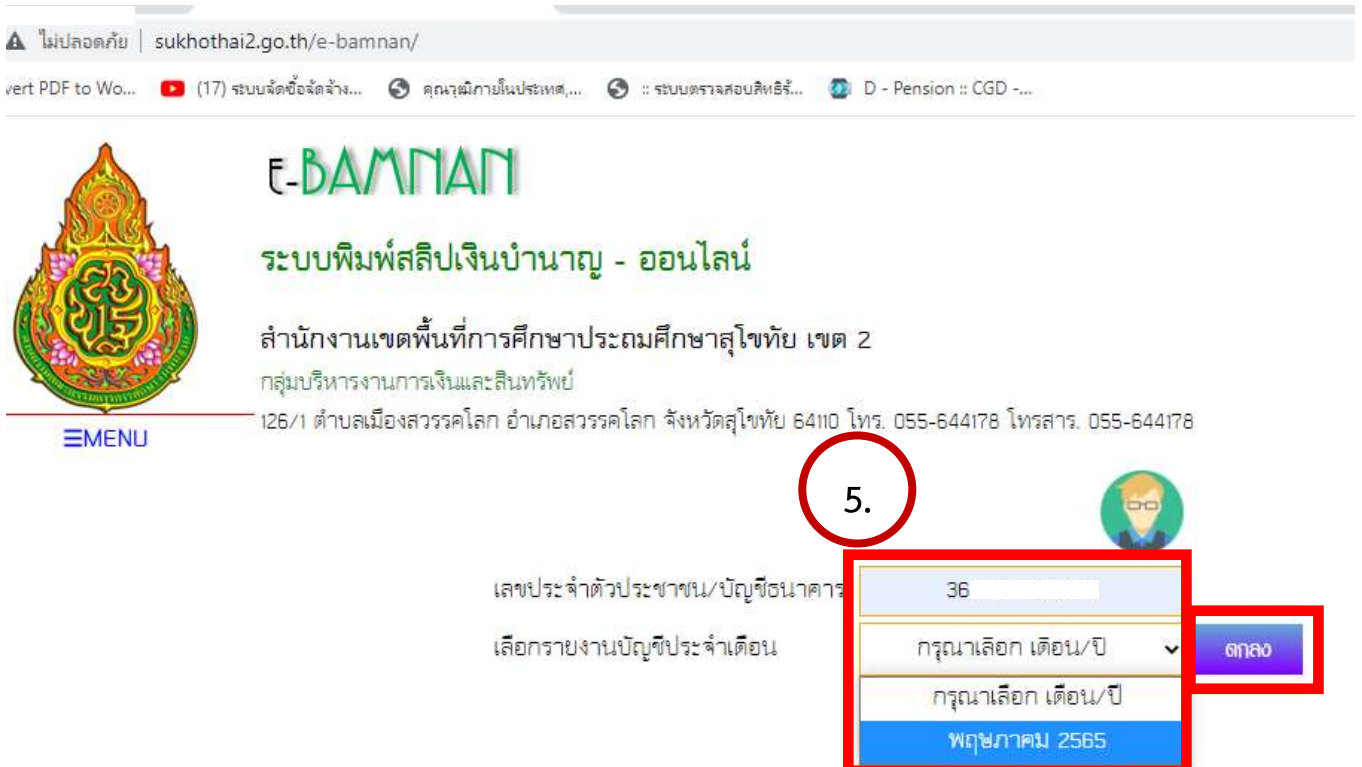 ไม่ปลอดภัย | sukhothai2.go.th/e-bamnan/
vert PDF to Wo... (17) ระบบจัดซื้อจัดจ้าง... คุณวุฒิภายในประเทศ,... :: ระบบตรวจสอบสิทธิรั... D - Pension :: CGD -...
E-BAMNAN
ระบบพิมพ์สลิปเงินบำนาญ - ออนไลน์
สำนักงานเขตพื้นที่การศึกษาประถมศึกษาสุโขทัย เขต 2
กลุ่มบริหารงานการเงินและสินทรัพย์
126/1 ตำบลเมืองสวรรคโลก อำเภอสวรรคโลก จังหวัดสุโขทัย 64110 โทร. 055-644178 โทรสาร. 055-644178
☰MENU
5.
เลขประจำตัวประชาชน/บัญชีธนาคาร 36
เลือกรายงานบัญชีประจำเดือน กรุณาเลือก เดือน/ปี ตกลง
กรุณาเลือก เดือน/ปี
พฤษภาคม 2565